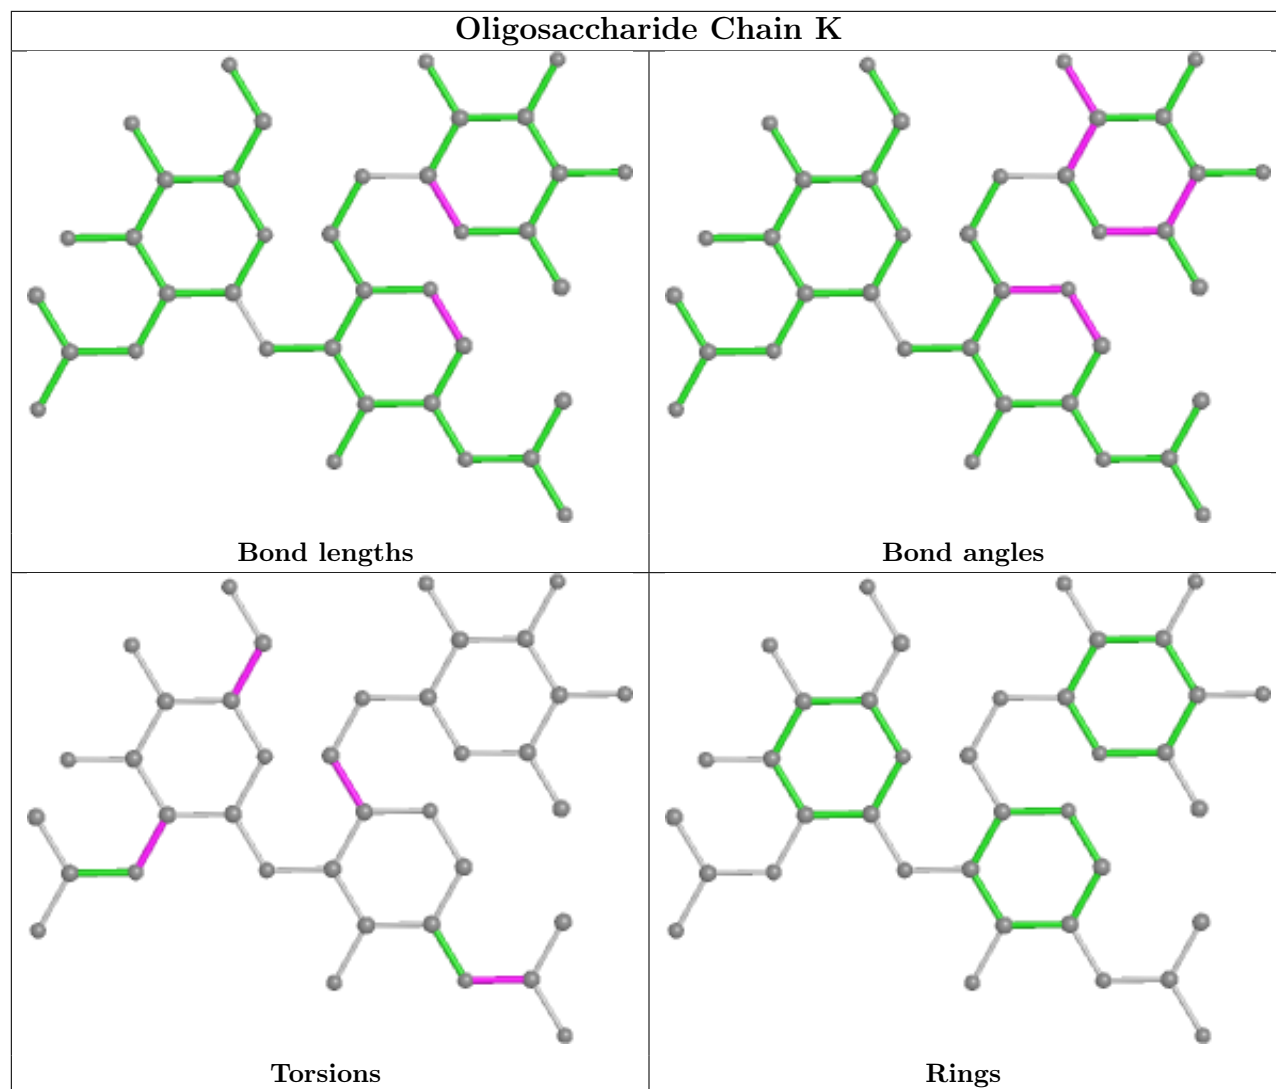 Oligosaccharide Chain K
Bond lengths
Bond angles
Torsions
Rings